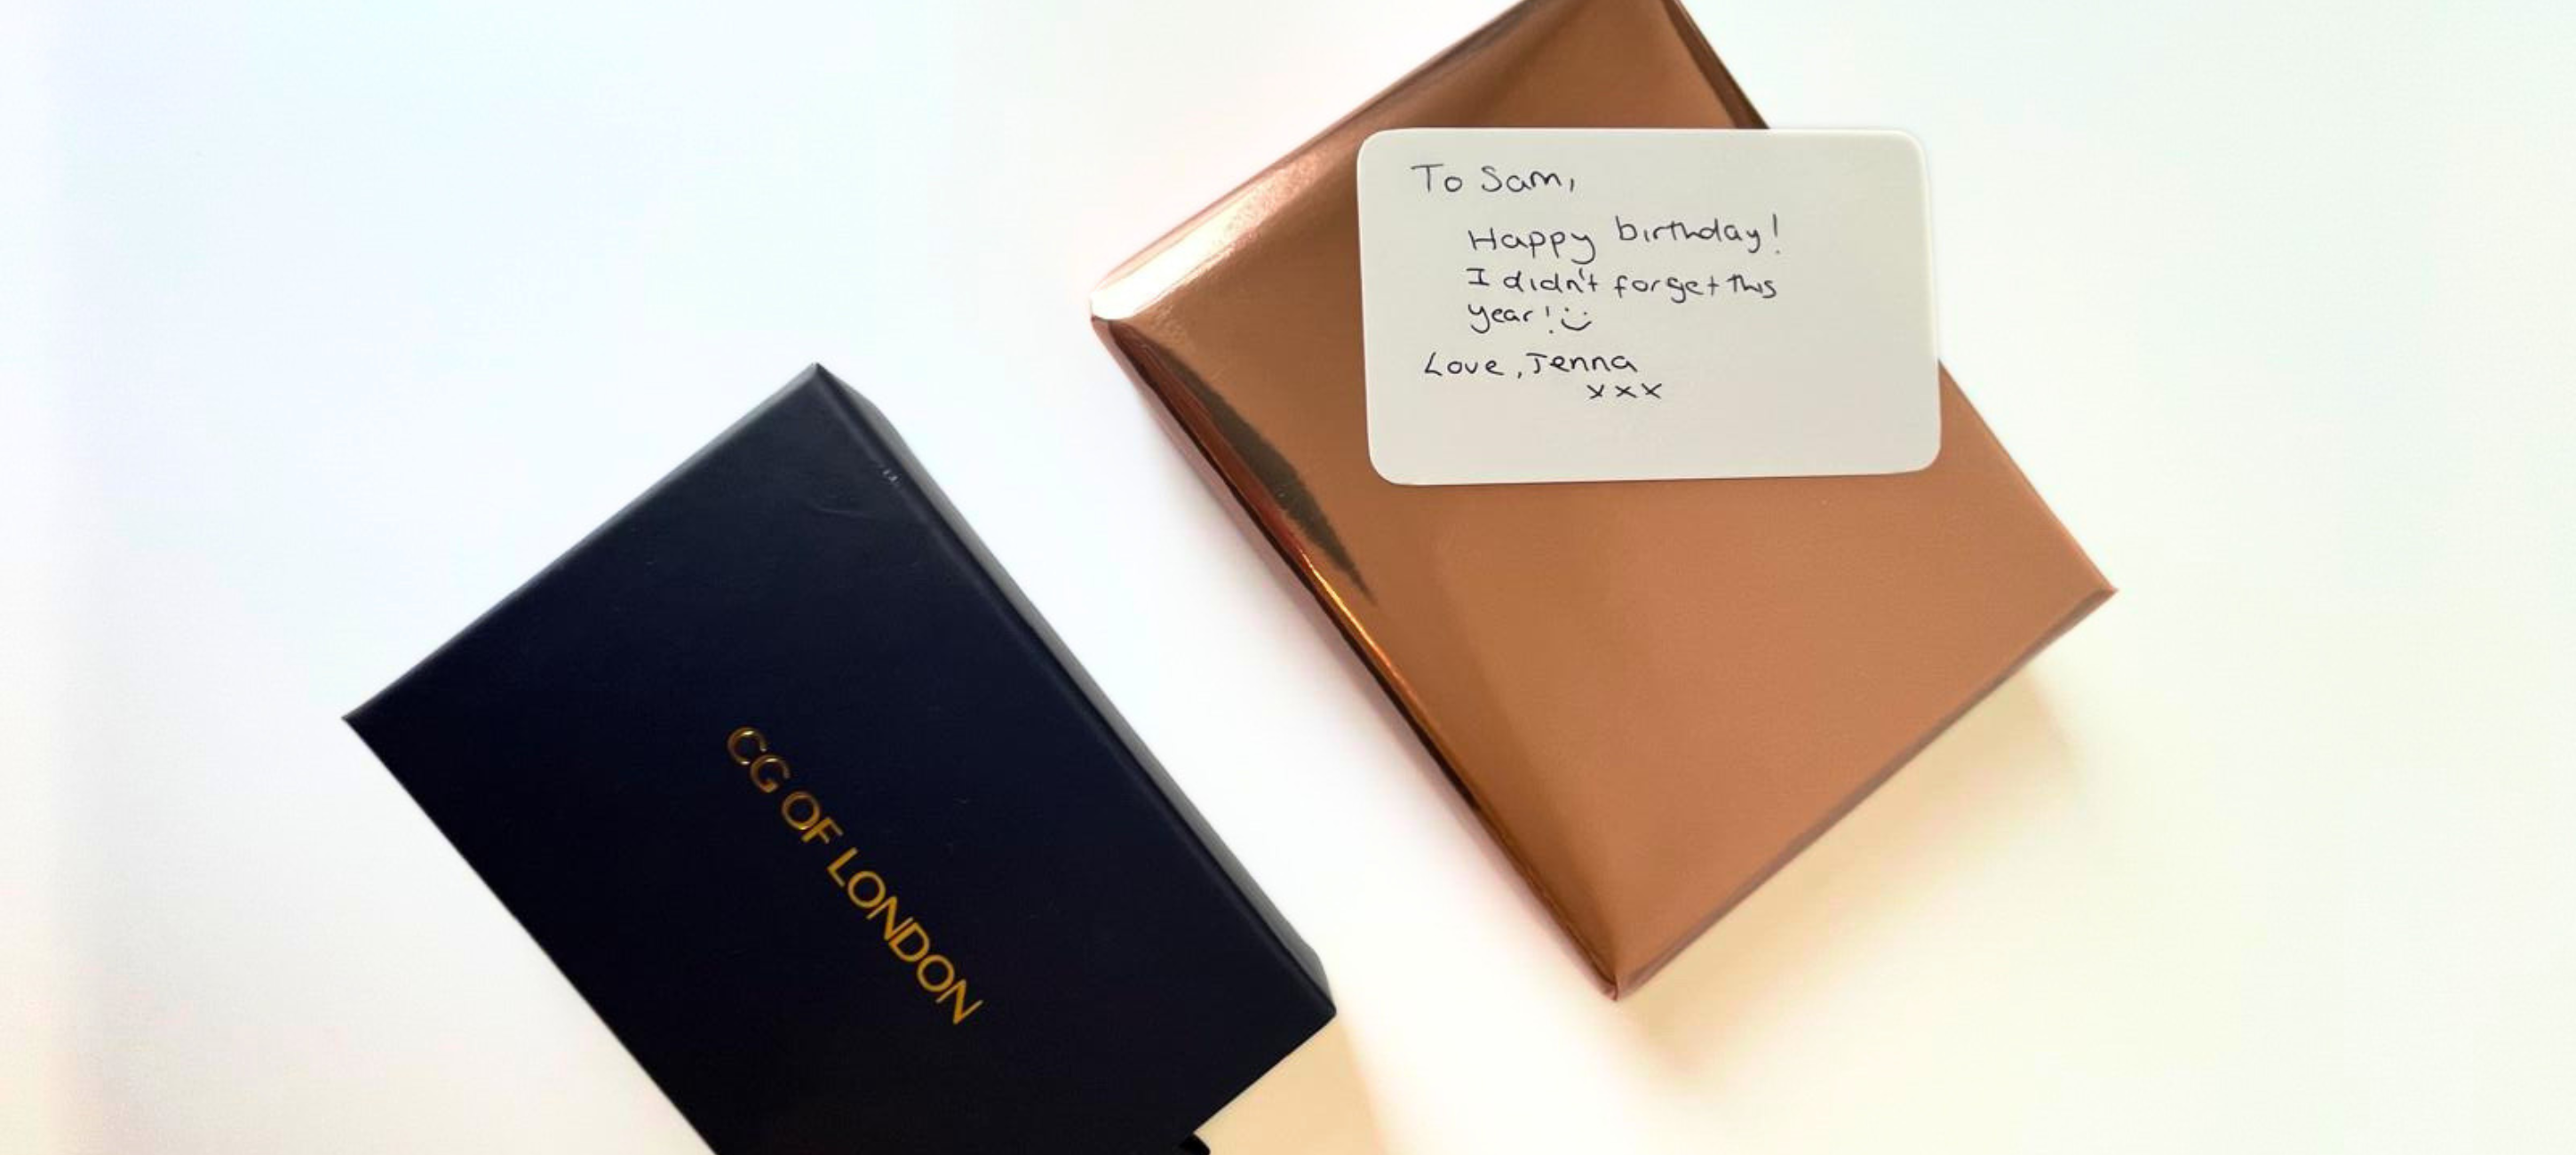 To Sam,
Happy birthday!
I didn't forget this
year! :)
Love, Jenna
xxx
CG OF LONDON